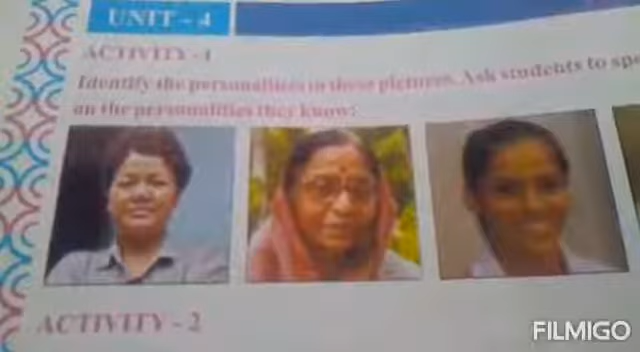 UNIT - 4
ACTIVITY - 1
Identify the personalities in these pictures. Ask students to spe
on the personalities they know:
ACTIVITY - 2
FILMIGO